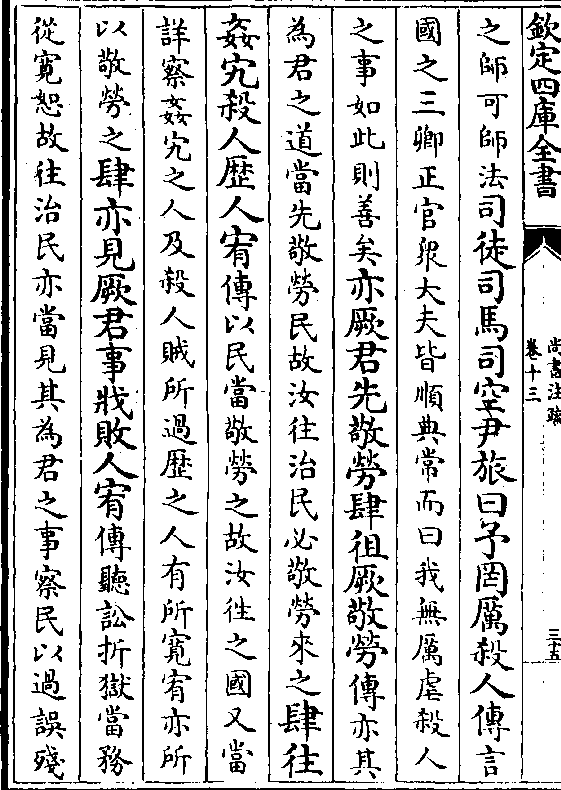 欽定四庫全書
尚書注疏
卷十三
三十五
之師可師法司徒司馬司空尹旅曰予罔厲殺人傳言
國之三卿正官衆大夫皆順典常而曰我無厲虐殺人
之事如此則善矣亦厥君先敬勞肆徂厥敬勞傳亦其
為君之道當先敬勞民故汝往治民必敬勞來之肆往
姦宄殺人歷人宥傳以民當敬勞之故汝徃之國又當
詳察姦宄之人及殺人賊所過歷之人有所寛宥亦所
以敬勞之肆亦見厥君事戕敗人宥傳聽訟折獄當務
從寛恕故往治民亦當見其為君之事察民以過誤殘